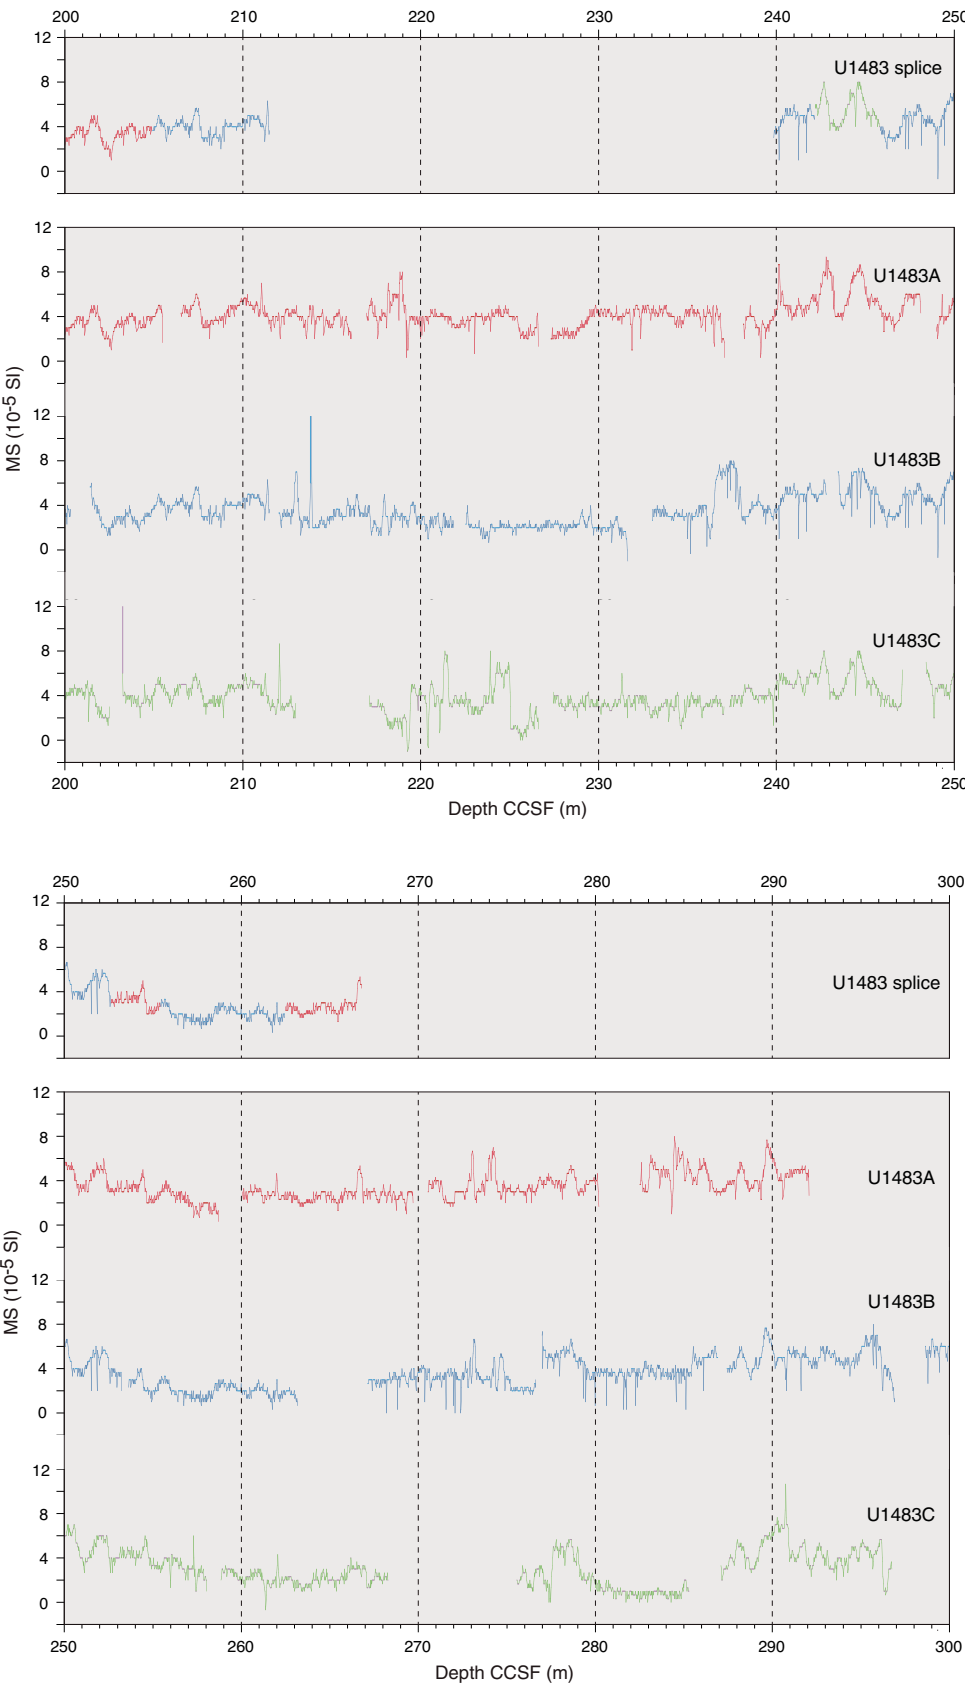 200 210 220 230 240 250
12
8
4
0
U1483 splice
12
8
4
0
U1483A
MS (10-5 SI)
12
8
4
0
U1483B
12
8
4
0
U1483C
200 210 220 230 240 250
Depth CCSF (m)
250 260 270 280 290 300
12
8
4
0
U1483 splice
12
8
4
0
U1483A
MS (10-5 SI)
12
8
4
0
U1483B
12
8
4
0
U1483C
250 260 270 280 290 300
Depth CCSF (m)